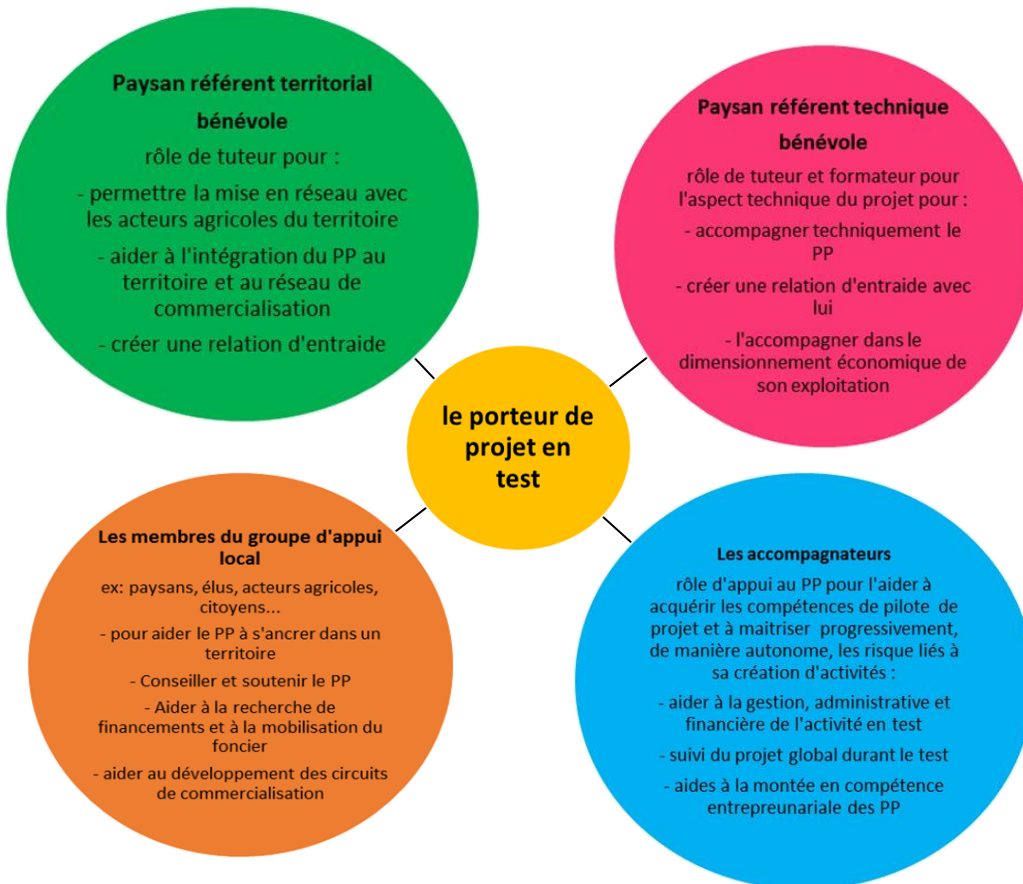 Paysan référent territorial
bénévole
rôle de tuteur pour :
- permettre la mise en réseau avec
les acteurs agricoles du territoire
- aider à l'intégration du PP au
territoire et au réseau de
commercialisation
- créer une relation d'entraide
Paysan référent technique
bénévole
rôle de tuteur et formateur pour
l'aspect technique du projet pour :
- accompagner techniquement le
PP
- créer une relation d'entraide avec
lui
- l'accompagner dans le
dimensionnement économique de
son exploitation
le porteur de
projet en
test
Les membres du groupe d'appui
local
ex: paysans, élus, acteurs agricoles,
citoyens...
- pour aider le PP à s'ancrer dans un
territoire
- Conseiller et soutenir le PP
- Aider à la recherche de
financements et à la mobilisation du
foncier
- aider au développement des circuits
de commercialisation
Les accompagnateurs
rôle d'appui au PP pour l'aider à
acquérir les compétences de pilote de
projet et à maitriser progressivement,
de manière autonome, les risque liés à
sa création d'activités :
- aider à la gestion, administrative et
financière de l'activité en test
- suivi du projet global durant le test
- aides à la montée en compétence
entrepreunariale des PP